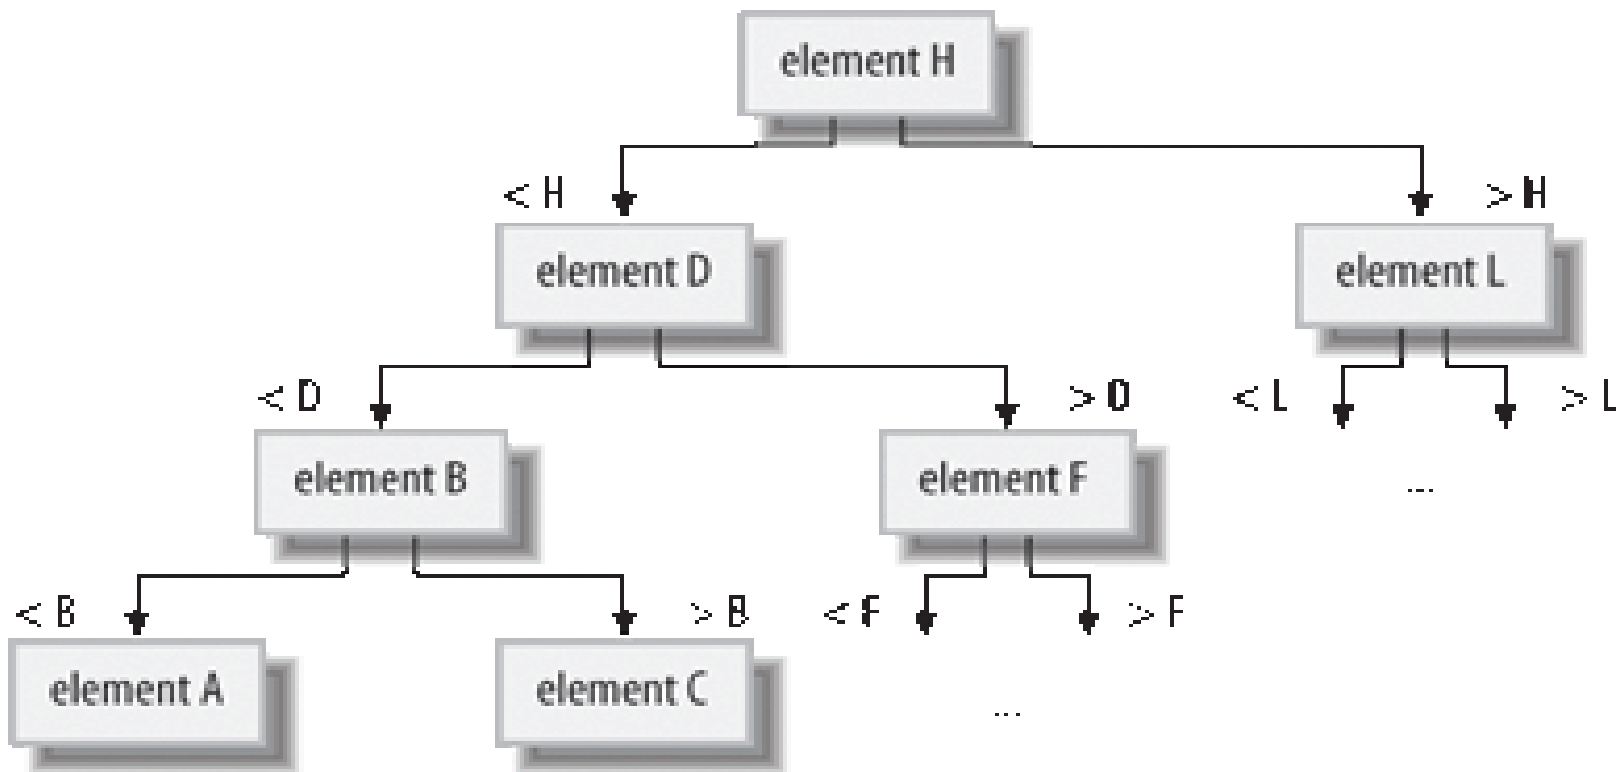 element H
< H
> H
element D
element L
< D
> D
< L
> L
element B
element F
...
< B
> B
< F
> F
element A
element C
...